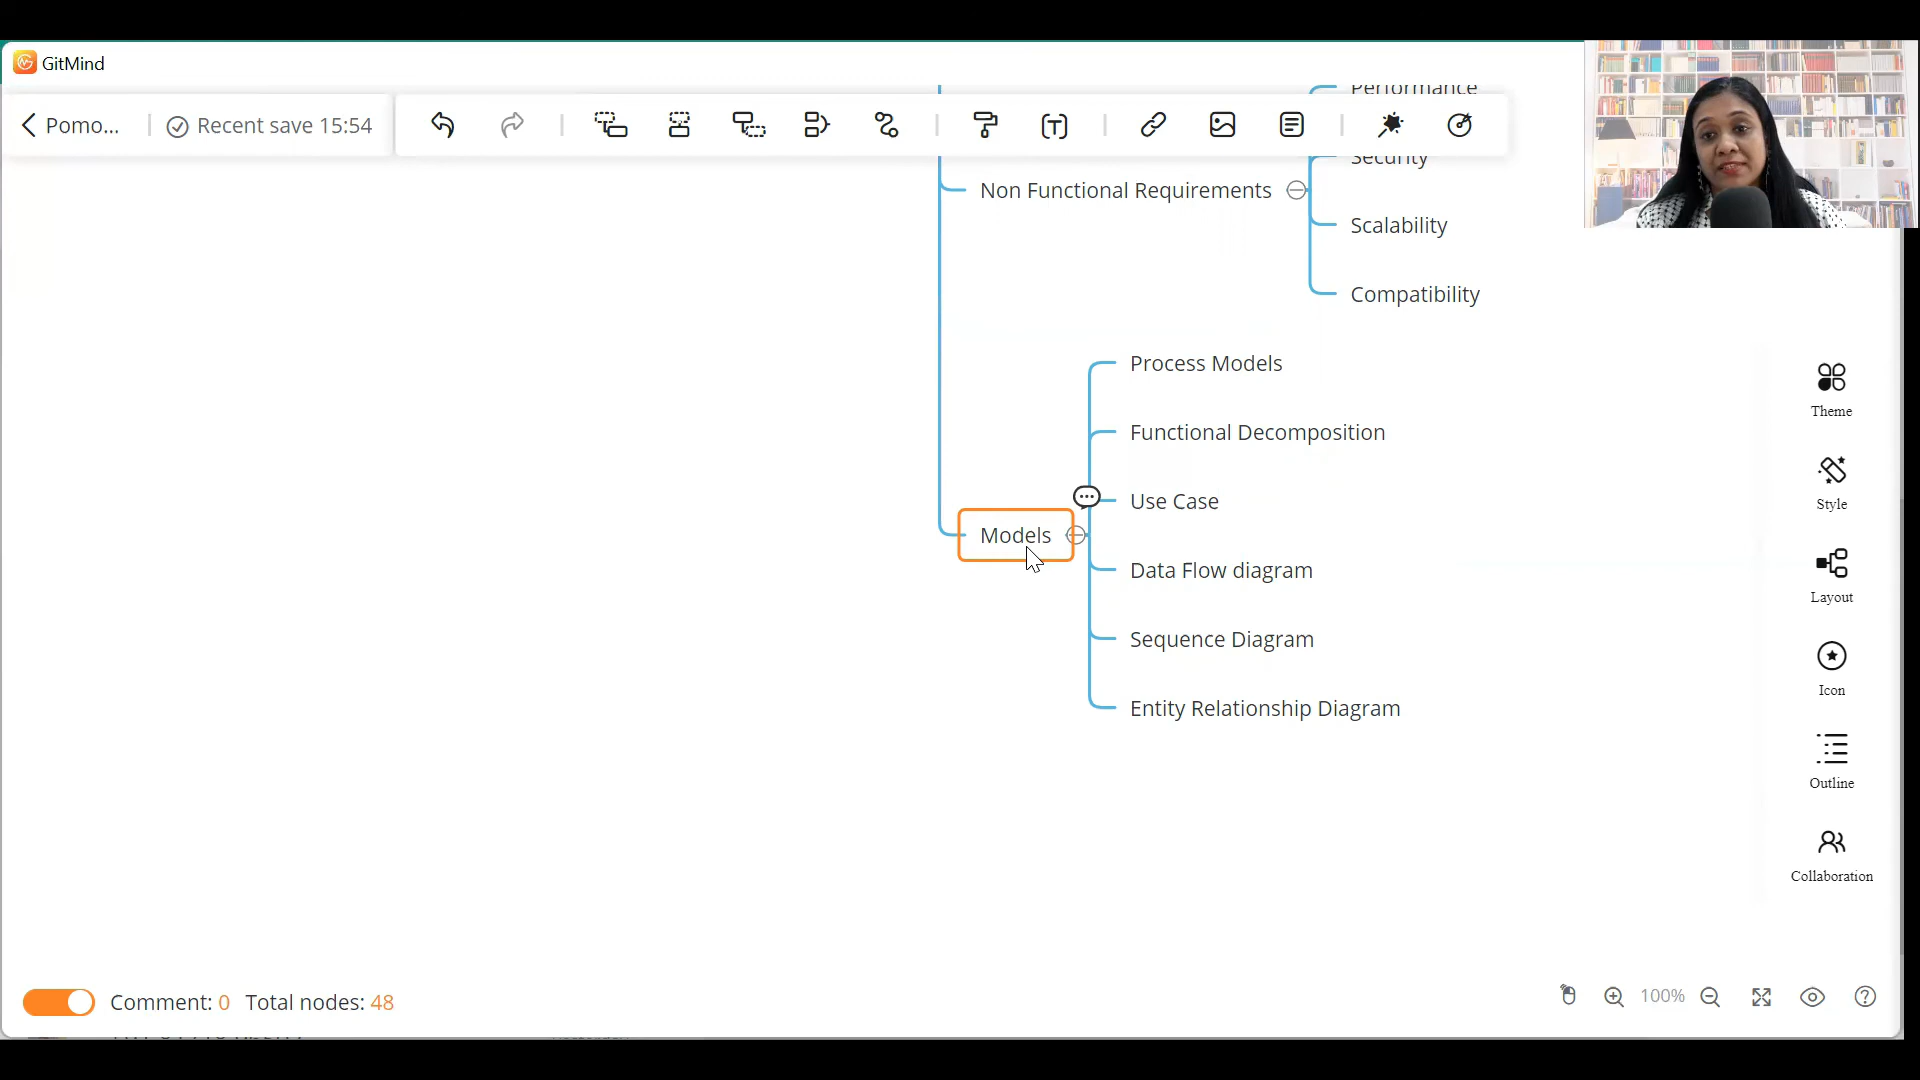 GitMind
Pomo...
Recent save 15:54
Performance
Security
Non Functional Requirements
Scalability
Compatibility
Process Models
Functional Decomposition
Use Case
Models
Data Flow diagram
Sequence Diagram
Entity Relationship Diagram
Theme
Style
Layout
Icon
Outline
Collaboration
Comment: 0 Total nodes: 48
100%